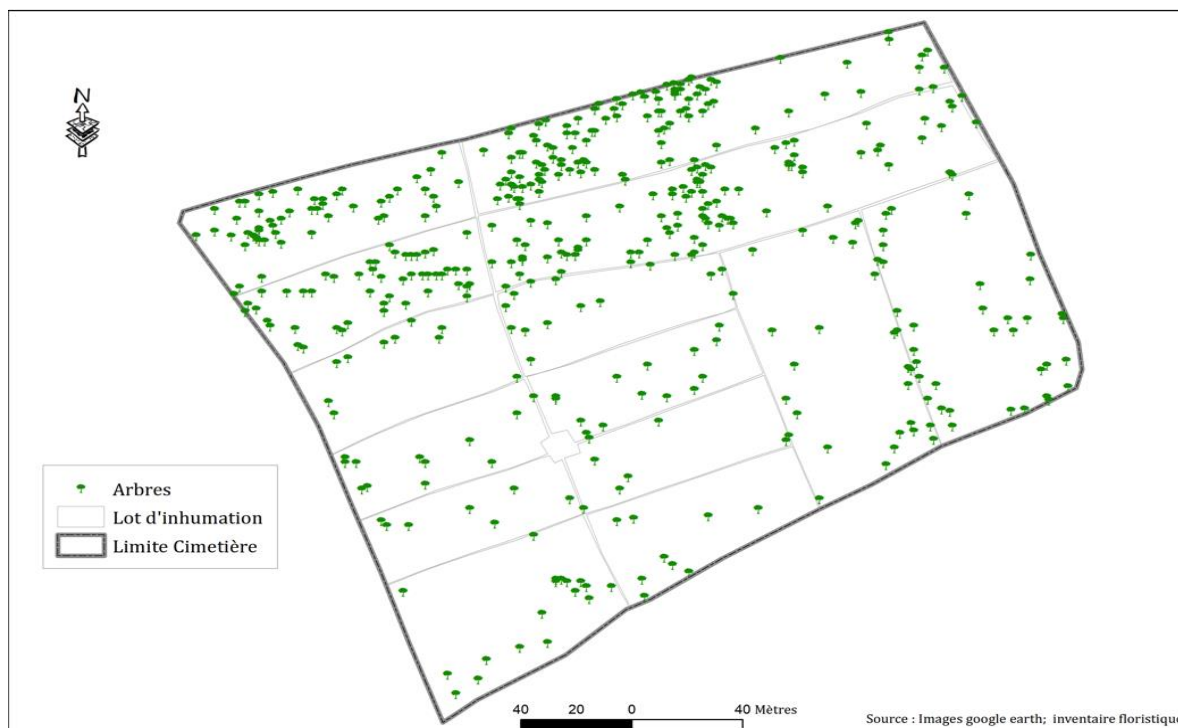 N
Arbres
Lot d'inhumation
Limite Cimetière
40 20 0 40 Mètres
Source : Images google earth; inventaire floristique